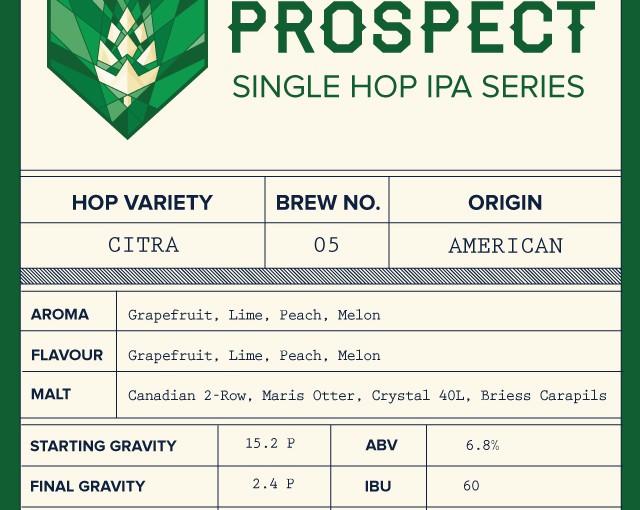 PROSPECT
SINGLE HOP IPA SERIES
HOP VARIETY BREW NO. ORIGIN
CITRA 05 AMERICAN
AROMA Grapefruit, Lime, Peach, Melon
FLAVOUR Grapefruit, Lime, Peach, Melon
MALT Canadian 2-Row, Maris Otter, Crystal 40L, Briess Carapils
STARTING GRAVITY 15.2 P ABV 6.8%
FINAL GRAVITY 2.4 P IBU 60